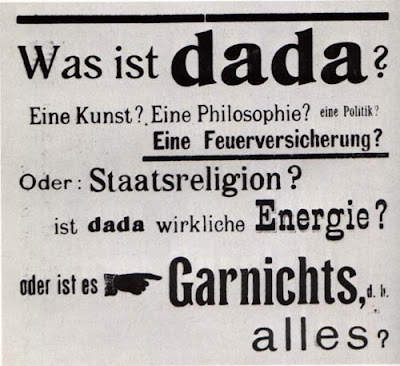 Was ist dada?
Eine Kunst? Eine Philosophie? eine Politik?
Eine Feuerversicherung?
Oder: Staatsreligion?
ist dada wirkliche Energie?
oder ist es ☛ Garnichts, d. h.
alles?